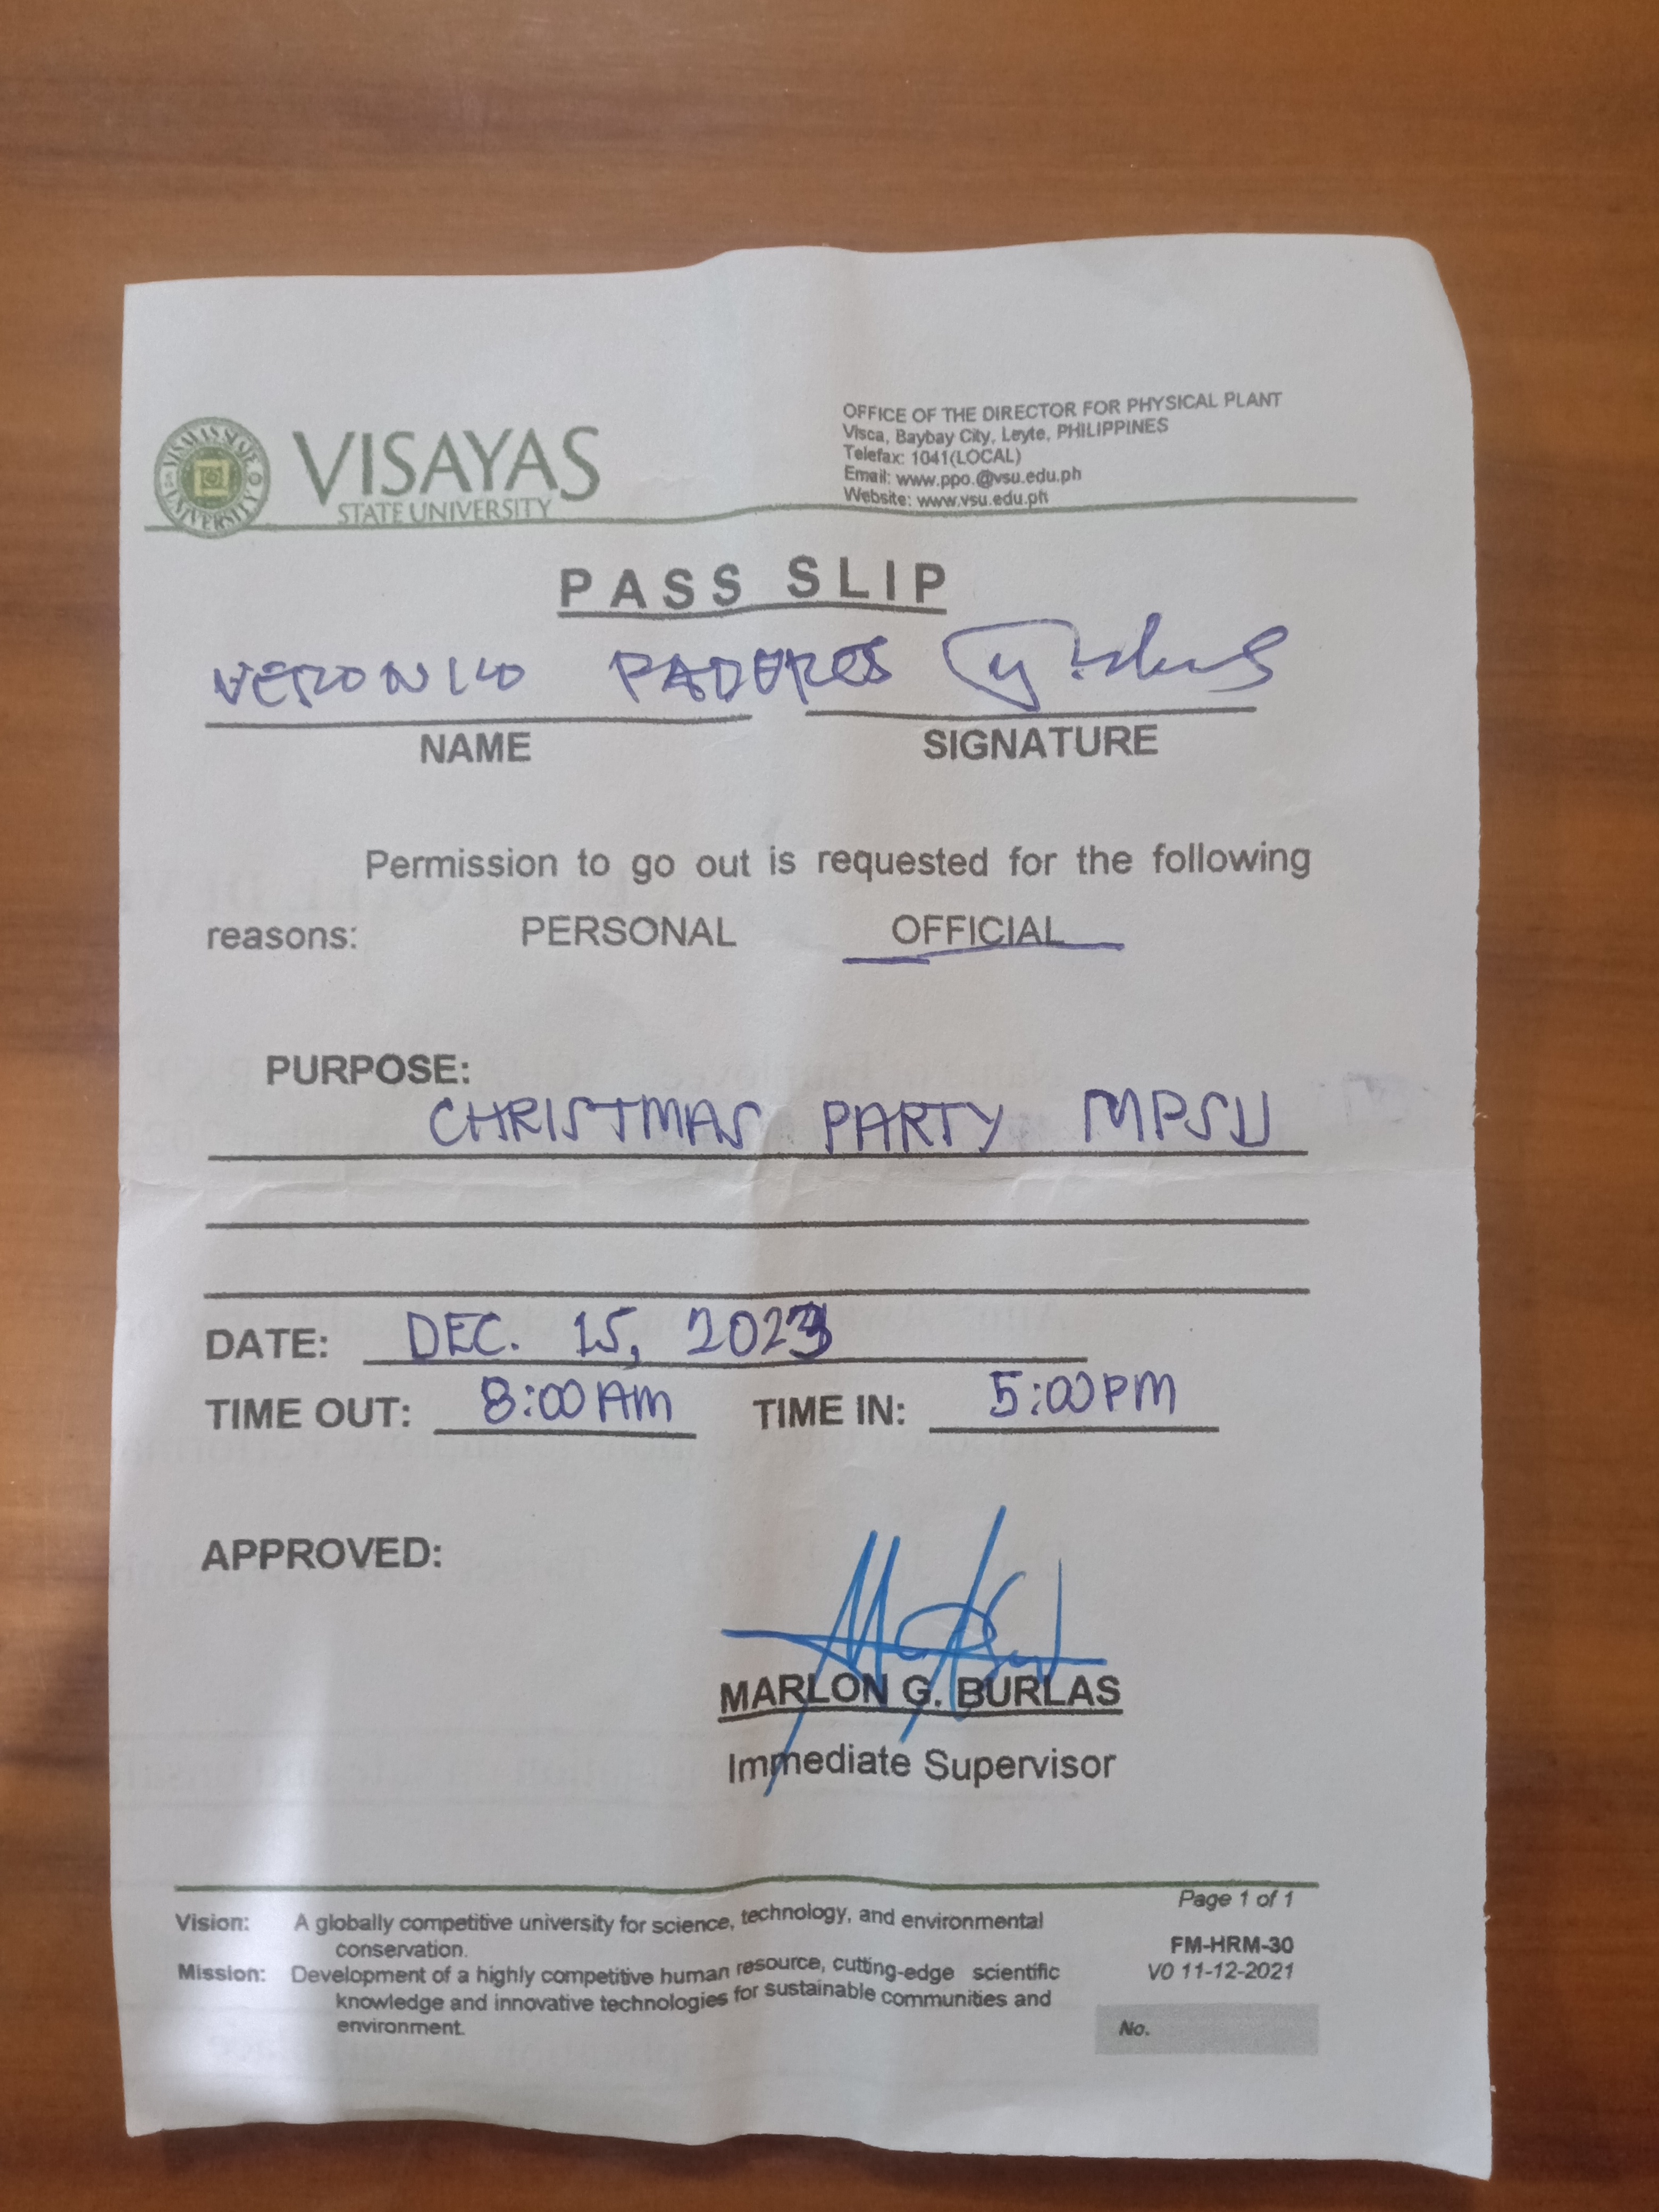 VISAYAS STATE UNIVERSITY
VISAYAS
STATE UNIVERSITY
OFFICE OF THE DIRECTOR FOR PHYSICAL PLANT
Visca, Baybay City, Leyte, PHILIPPINES
Telefax: 1041(LOCAL)
Email: www.ppo.@vsu.edu.ph
Website: www.vsu.edu.ph
PASS SLIP
VERONICO PADERES
NAME SIGNATURE
Permission to go out is requested for the following
reasons: PERSONAL OFFICIAL
PURPOSE:
CHRISTMAS PARTY MPSU
DATE: DEC. 15, 2023
TIME OUT: 8:00 AM TIME IN: 5:00 PM
APPROVED:
MARLON G. BURLAS
Immediate Supervisor
Page 1 of 1
Vision: A globally competitive university for science, technology, and environmental
conservation.
Mission: Development of a highly competitive human resource, cutting-edge scientific
knowledge and innovative technologies for sustainable communities and
environment.
FM-HRM-30
V0 11-12-2021
No.